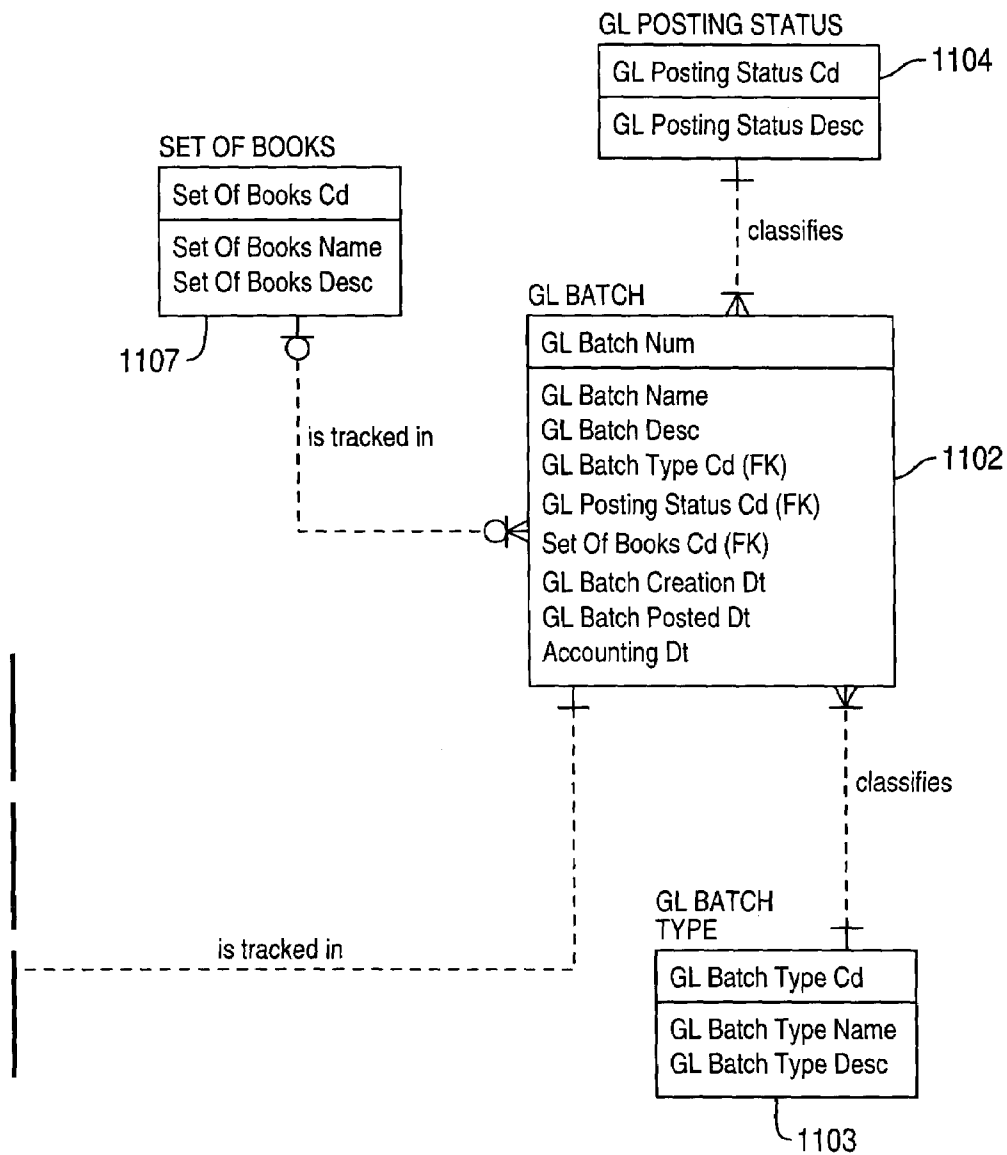 GL POSTING STATUS
GL Posting Status Cd
GL Posting Status Desc
1104
classifies
SET OF BOOKS
Set Of Books Cd
Set Of Books Name
Set Of Books Desc
1107
is tracked in
GL BATCH
GL Batch Num
GL Batch Name
GL Batch Desc
GL Batch Type Cd (FK)
GL Posting Status Cd (FK)
Set Of Books Cd (FK)
GL Batch Creation Dt
GL Batch Posted Dt
Accounting Dt
1102
classifies
is tracked in
GL BATCH
TYPE
GL Batch Type Cd
GL Batch Type Name
GL Batch Type Desc
1103